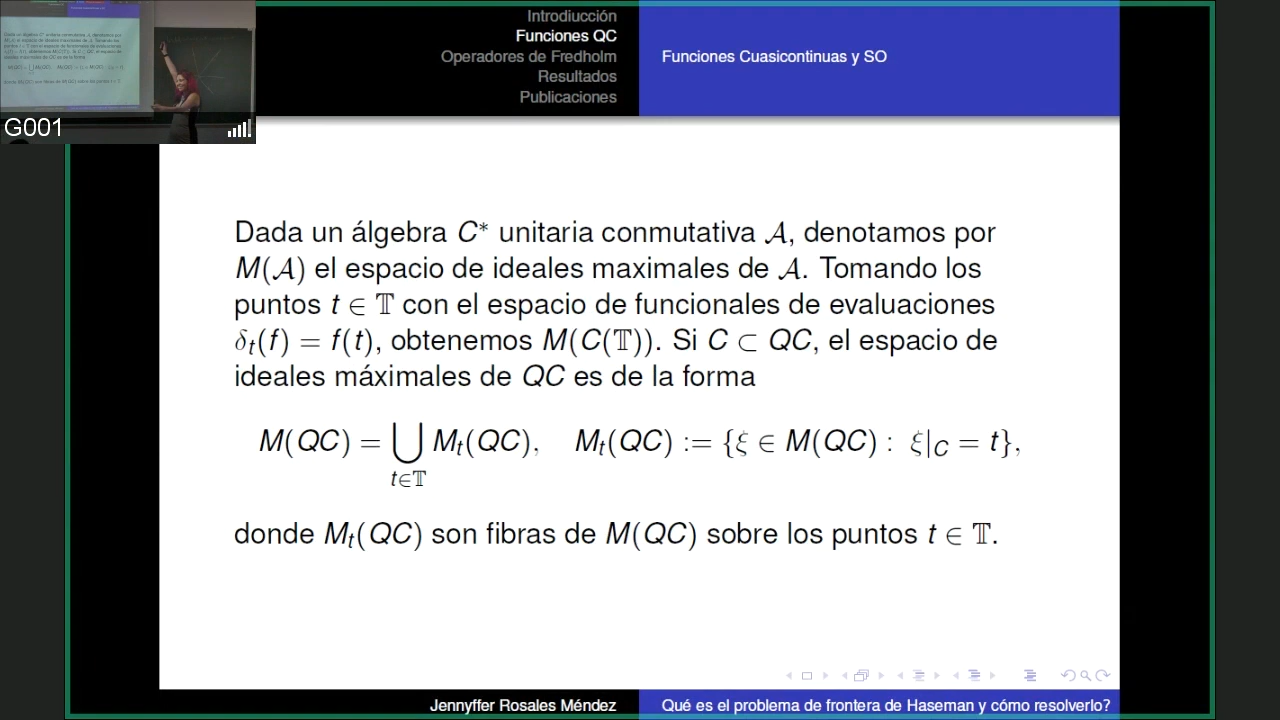 G001
Introdiucción
Funciones QC
Operadores de Fredholm
Resultados
Publicaciones
Funciones Cuasicontinuas y SO
Dada un álgebra C* unitaria conmutativa 𝒜, denotamos por
M(𝒜) el espacio de ideales maximales de 𝒜. Tomando los
puntos t ∈ 𝕋 con el espacio de funcionales de evaluaciones
δ_t(f) = f(t), obtenemos M(C(𝕋)). Si C ⊂ QC, el espacio de
ideales máximales de QC es de la forma
M(QC) = ⋃_{t∈𝕋} M_t(QC), M_t(QC) := {ξ ∈ M(QC) : ξ|_C = t},
donde M_t(QC) son fibras de M(QC) sobre los puntos t ∈ 𝕋.
Jennyffer Rosales Méndez
Qué es el problema de frontera de Haseman y cómo resolverlo?